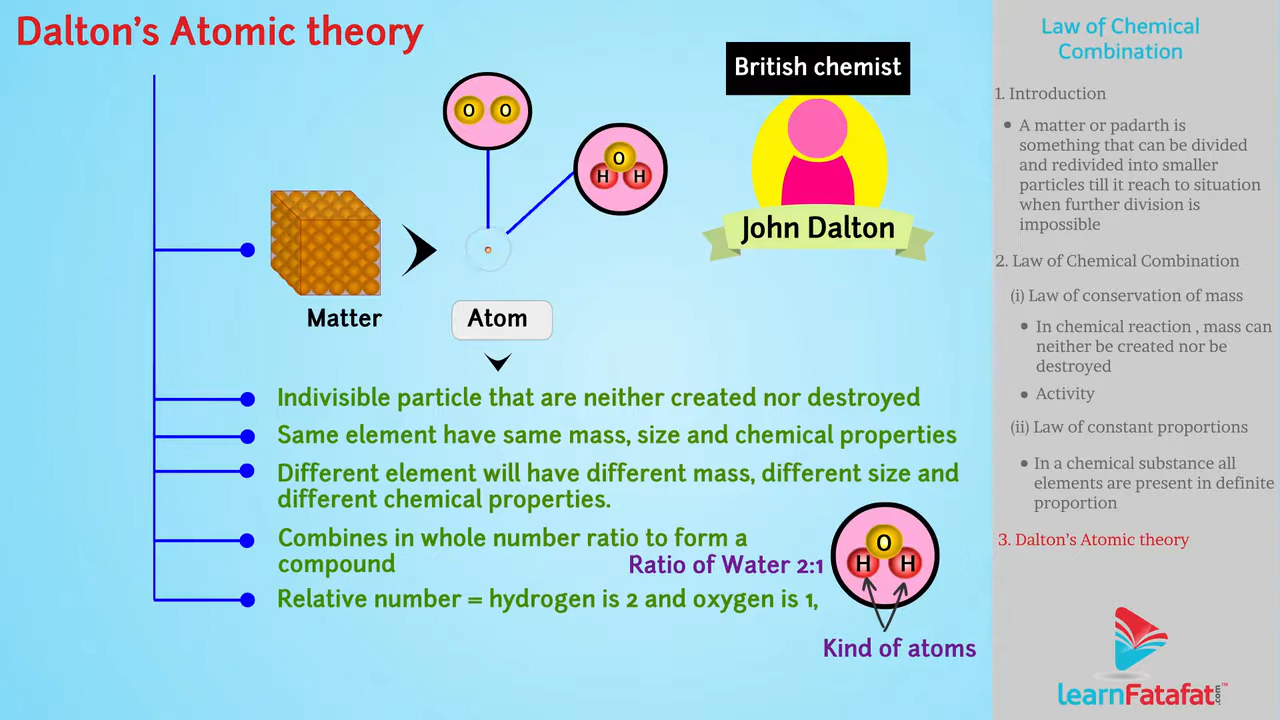 Dalton's Atomic theory
O O
O
H H
British chemist
John Dalton
Matter
Atom
Indivisible particle that are neither created nor destroyed
Same element have same mass, size and chemical properties
Different element will have different mass, different size and
different chemical properties.
Combines in whole number ratio to form a
compound
Ratio of Water 2:1
O
H H
Relative number = hydrogen is 2 and oxygen is 1,
Kind of atoms
Law of Chemical
Combination
1. Introduction
• A matter or padarth is
something that can be divided
and redivided into smaller
particles till it reach to situation
when further division is
impossible
2. Law of Chemical Combination
(i) Law of conservation of mass
• In chemical reaction , mass can
neither be created nor be
destroyed
• Activity
(ii) Law of constant proportions
• In a chemical substance all
elements are present in definite
proportion
3. Dalton's Atomic theory
learnFatafat.com™